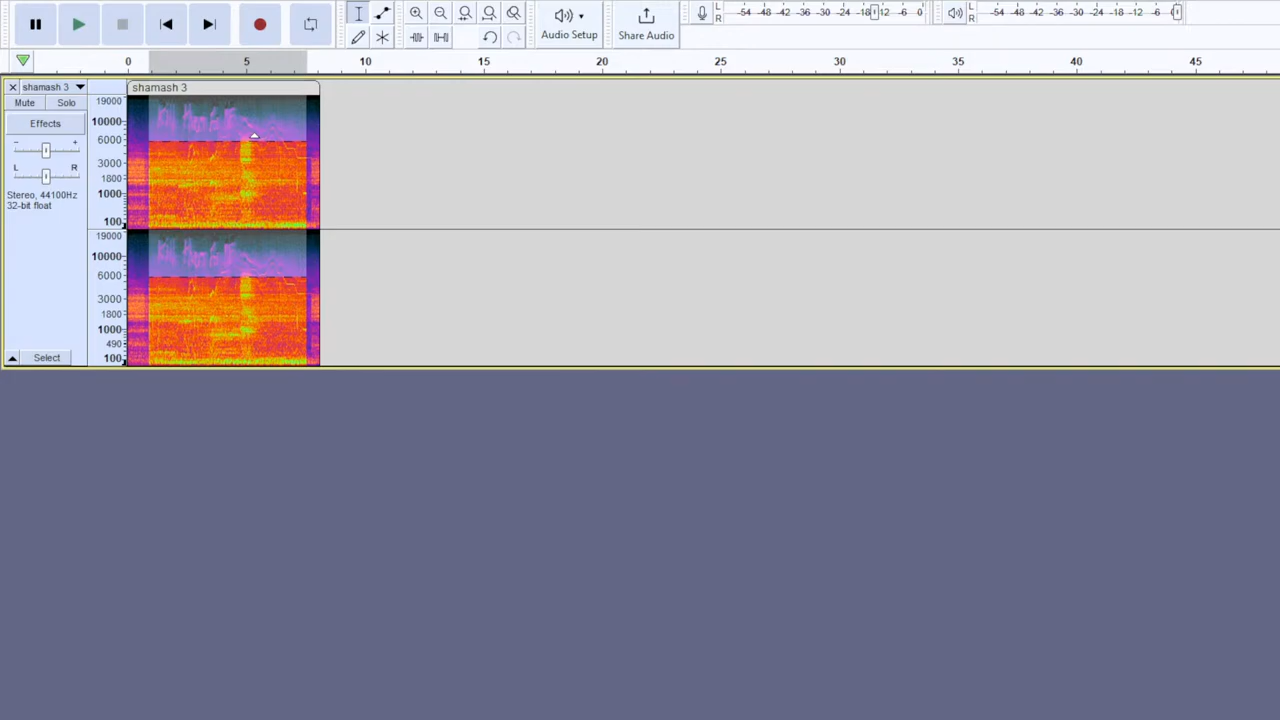 L
R
-54 -48 -42 -36 -30 -24 -18 -12 -6 0
L
R
-54 -48 -42 -36 -30 -24 -18 -12 -6 0
Audio Setup
Share Audio
0 5 10 15 20 25 30 35 40 45
shamash 3
shamash 3
Mute Solo
Effects
- +
L R
Stereo, 44100Hz
32-bit float
19000
10000
6000
3000
1800
1000
100
19000
10000
6000
3000
1800
1000
490
100
Select